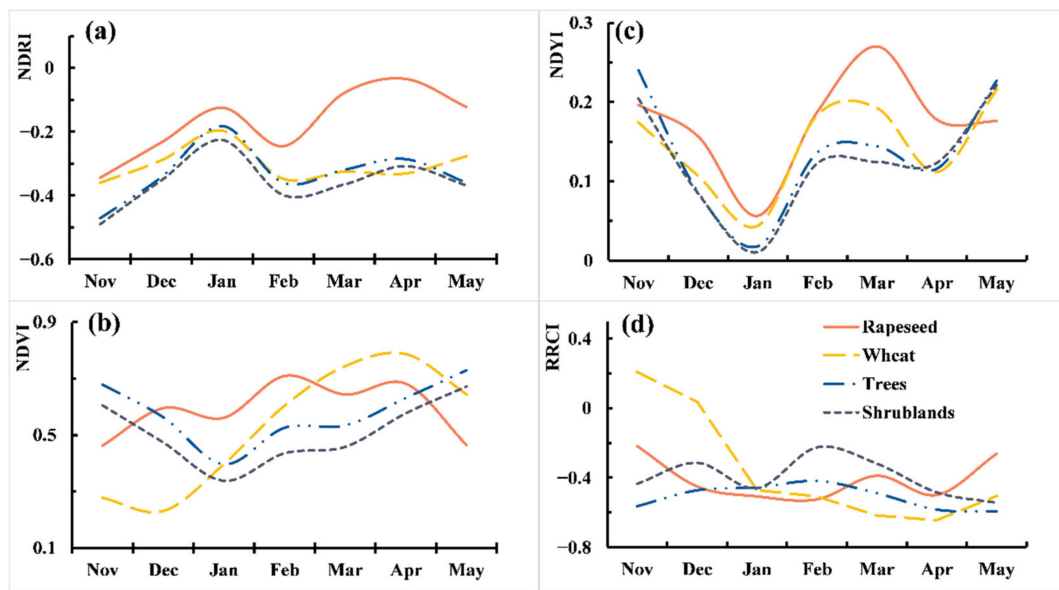 (a)
NDRI
0
−0.2
−0.4
−0.6
Nov Dec Jan Feb Mar Apr May
(c)
NDYI
0.3
0.2
0.1
0
Nov Dec Jan Feb Mar Apr May
(b)
NDVI
0.9
0.5
0.1
Nov Dec Jan Feb Mar Apr May
(d)
RRCI
0.4
0
−0.4
−0.8
Nov Dec Jan Feb Mar Apr May
Rapeseed
Wheat
Trees
Shrublands